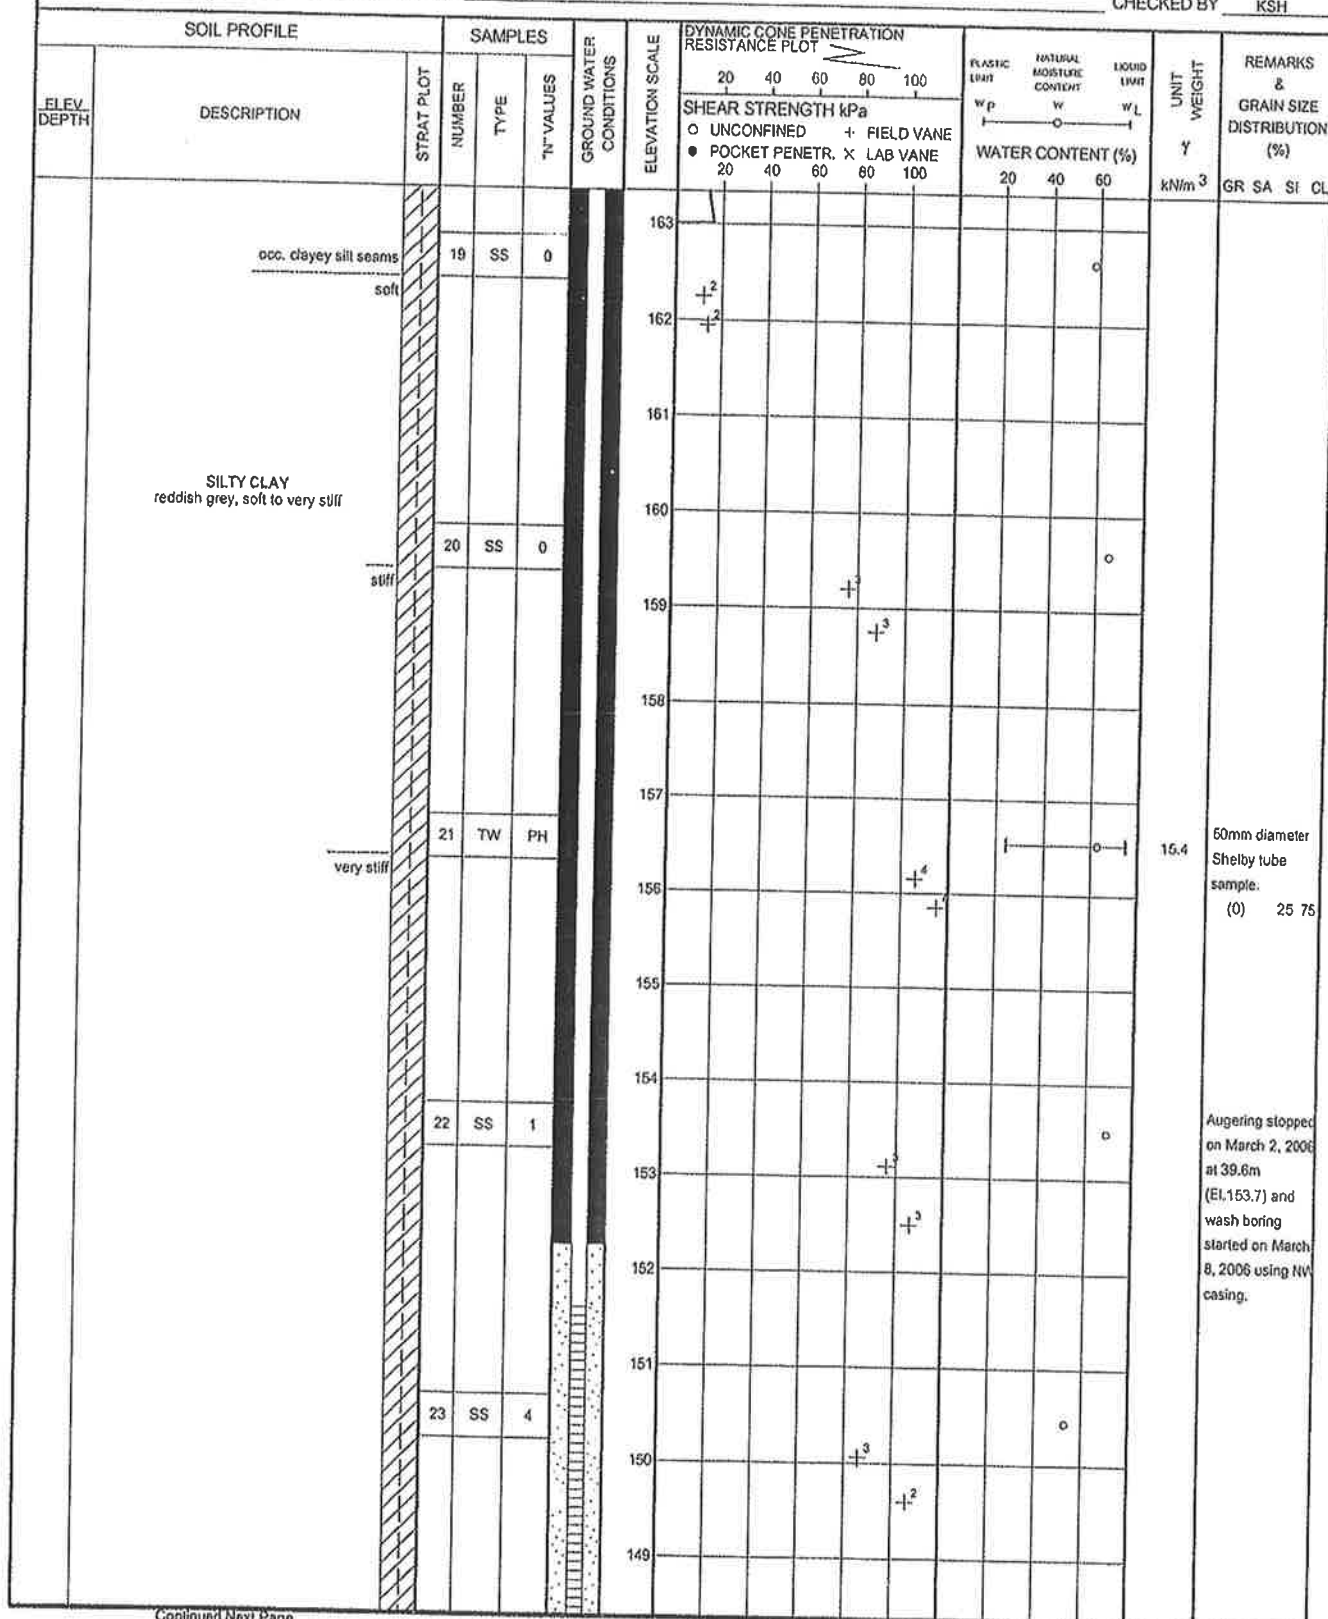 CHECKED BY KSH
SOIL PROFILE
SAMPLES
GROUND WATER CONDITIONS
ELEVATION SCALE
DYNAMIC CONE PENETRATION
RESISTANCE PLOT
20 40 60 80 100
SHEAR STRENGTH kPa
O UNCONFINED + FIELD VANE
● POCKET PENETR. X LAB VANE
20 40 60 80 100
PLASTIC LIMIT
NATURAL MOISTURE CONTENT
LIQUID LIMIT
wP w wL
WATER CONTENT (%)
20 40 60
UNIT WEIGHT
γ
kN/m 3
REMARKS
&
GRAIN SIZE
DISTRIBUTION
(%)
GR SA SI CL
ELEV
DEPTH
DESCRIPTION
STRAT PLOT
NUMBER
TYPE
"N" VALUES
163
occ. clayey silt seams
19 SS 0
soft
2
162
2
161
SILTY CLAY
reddish grey, soft to very stiff
160
20 SS 0
stiff
3
159
3
158
157
21 TW PH
15.4
50mm diameter
Shelby tube
sample.
(0) 25 75
very stiff
4
156
155
154
22 SS 1
Augering stopped
on March 2, 2006
at 39.6m
(El.153.7) and
wash boring
started on March
8, 2006 using NW
casing.
153
3
152
151
23 SS 4
150
3
2
149
Continued Next Page